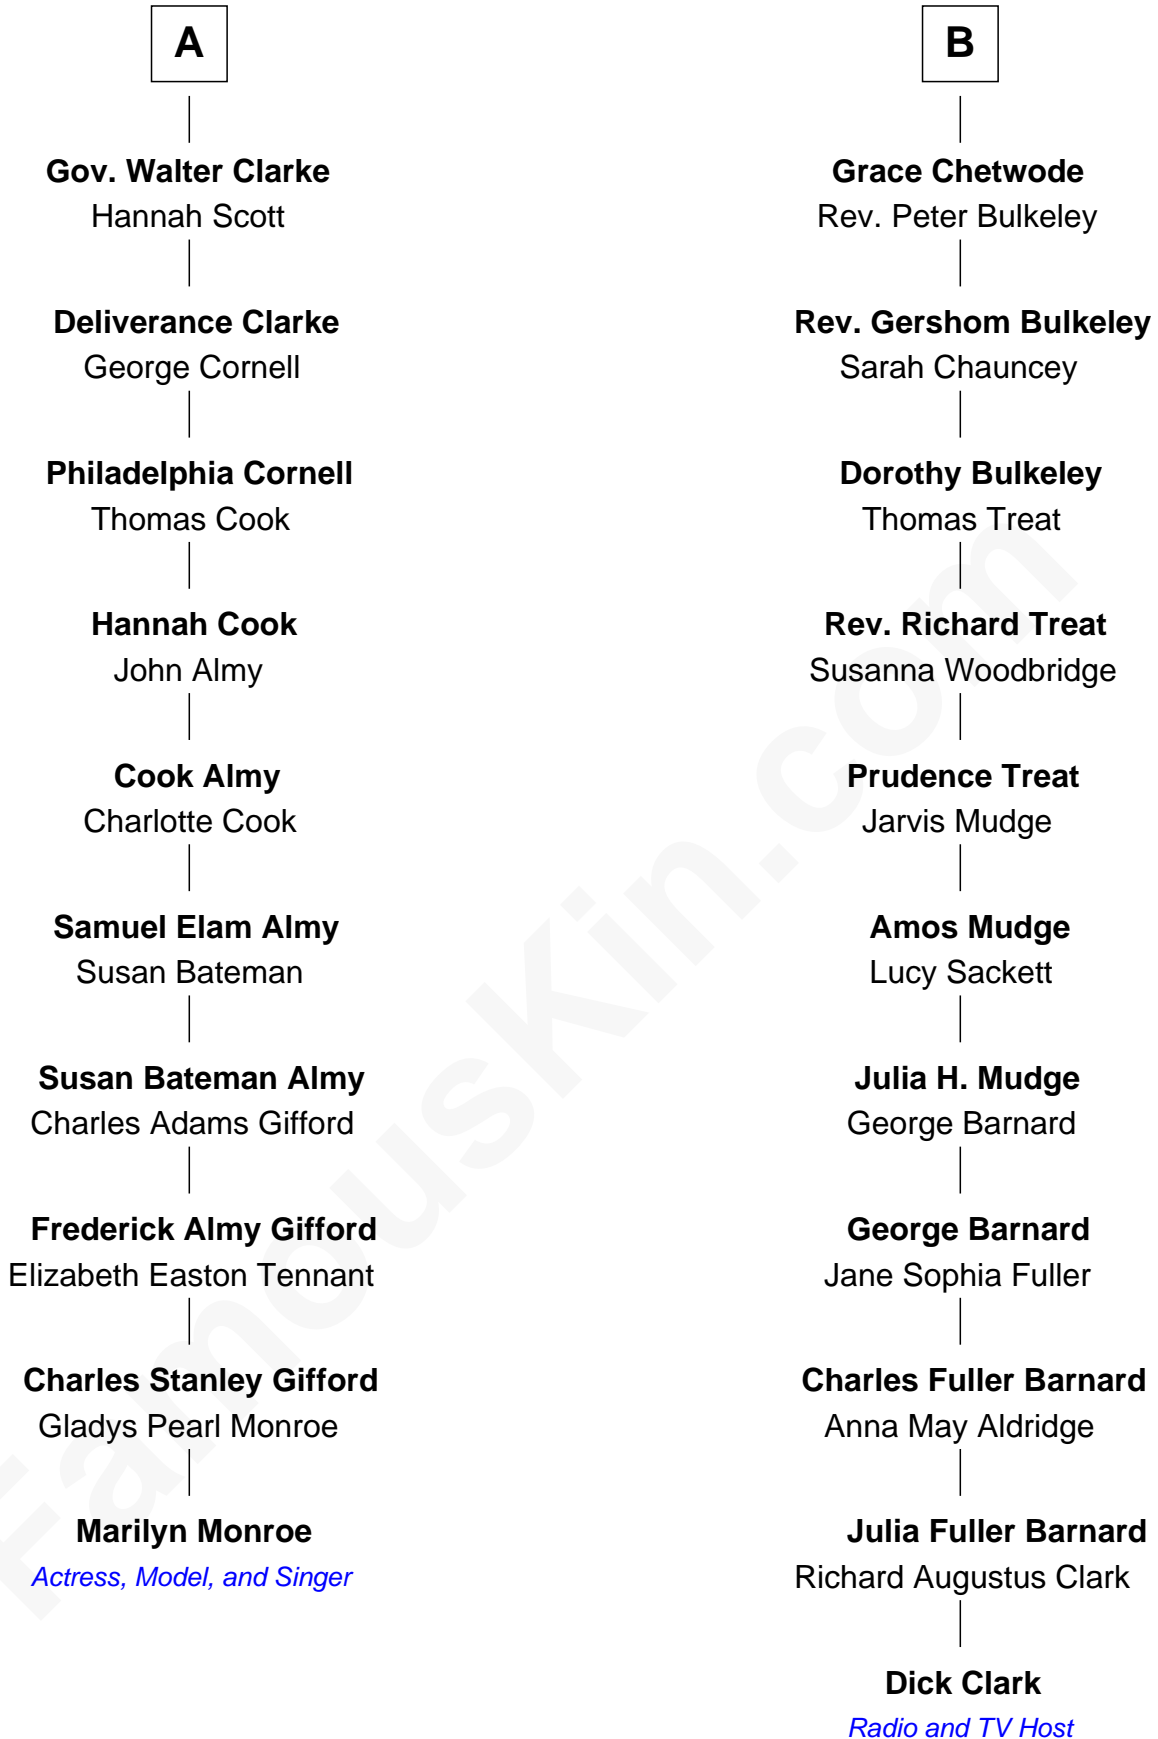 A
Gov. Walter Clarke
Hannah Scott
Deliverance Clarke
George Cornell
Philadelphia Cornell
Thomas Cook
Hannah Cook
John Almy
Cook Almy
Charlotte Cook
Samuel Elam Almy
Susan Bateman
Susan Bateman Almy
Charles Adams Gifford
Frederick Almy Gifford
Elizabeth Easton Tennant
Charles Stanley Gifford
Gladys Pearl Monroe
Marilyn Monroe
Actress, Model, and Singer
B
Grace Chetwode
Rev. Peter Bulkeley
Rev. Gershom Bulkeley
Sarah Chauncey
Dorothy Bulkeley
Thomas Treat
Rev. Richard Treat
Susanna Woodbridge
Prudence Treat
Jarvis Mudge
Amos Mudge
Lucy Sackett
Julia H. Mudge
George Barnard
George Barnard
Jane Sophia Fuller
Charles Fuller Barnard
Anna May Aldridge
Julia Fuller Barnard
Richard Augustus Clark
Dick Clark
Radio and TV Host
FamousKin.com